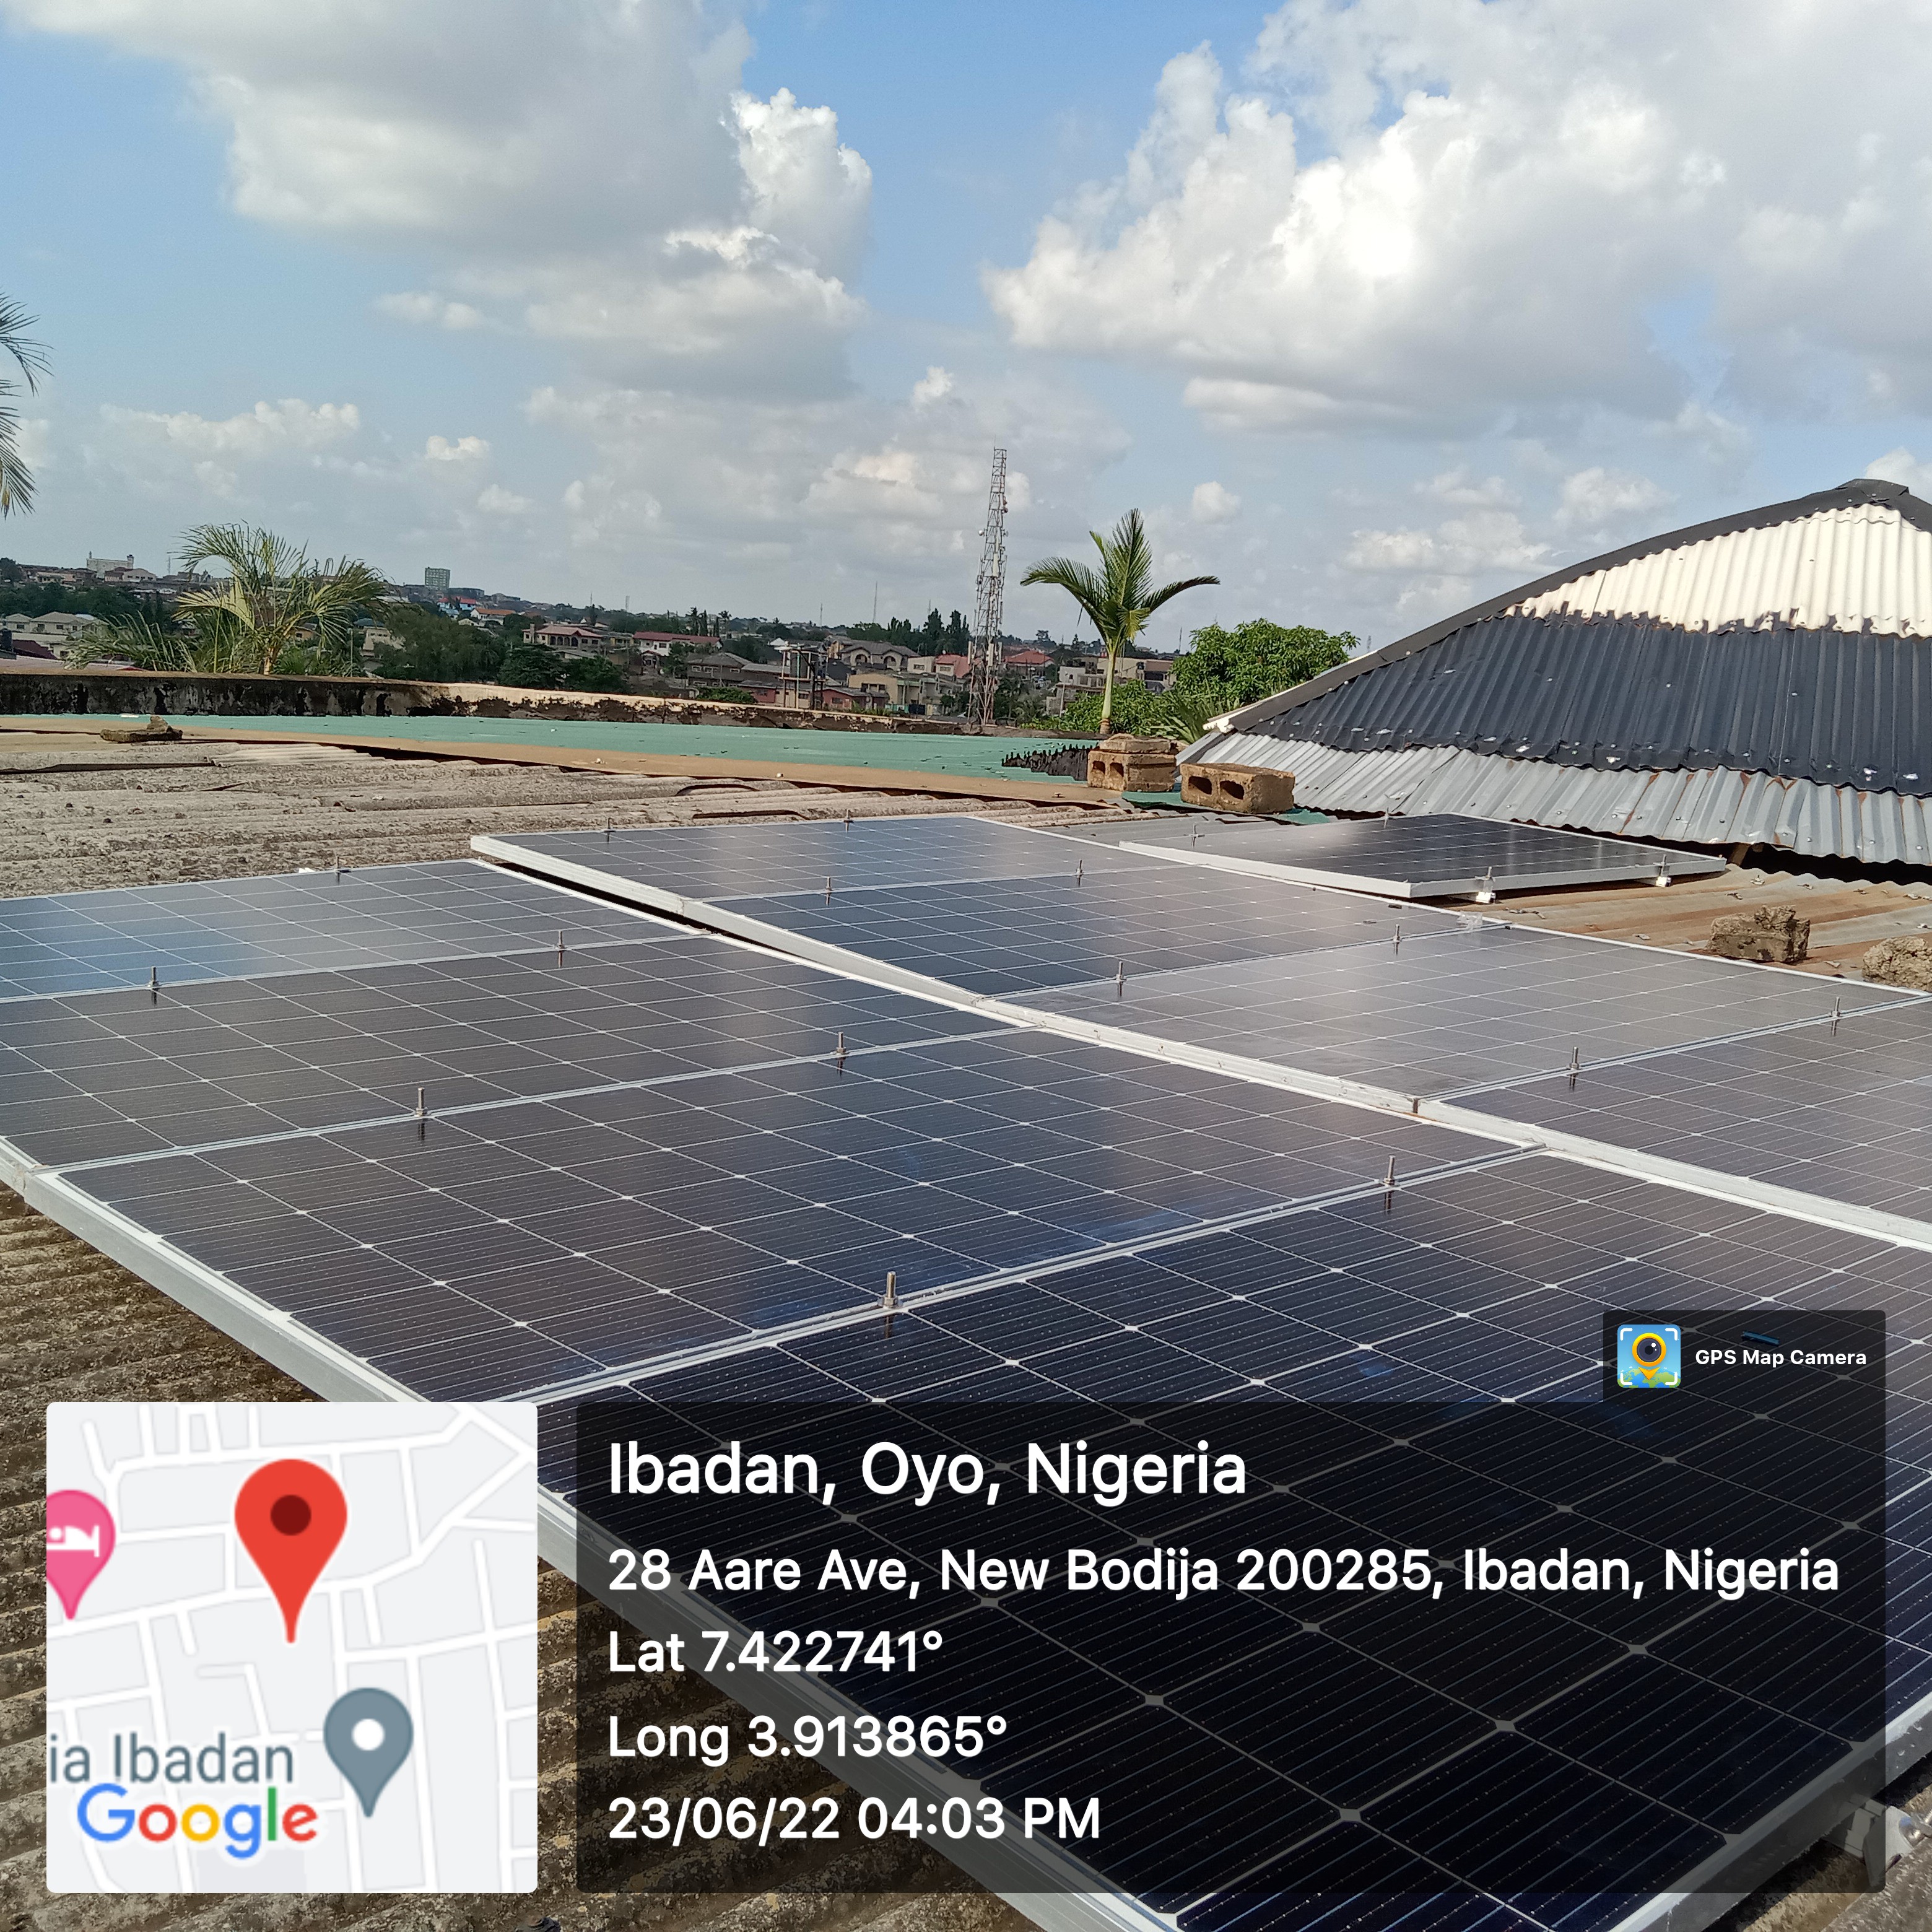 GPS Map Camera
Ibadan, Oyo, Nigeria
28 Aare Ave, New Bodija 200285, Ibadan, Nigeria
Lat 7.422741°
Long 3.913865°
23/06/22 04:03 PM
ia Ibadan
Google